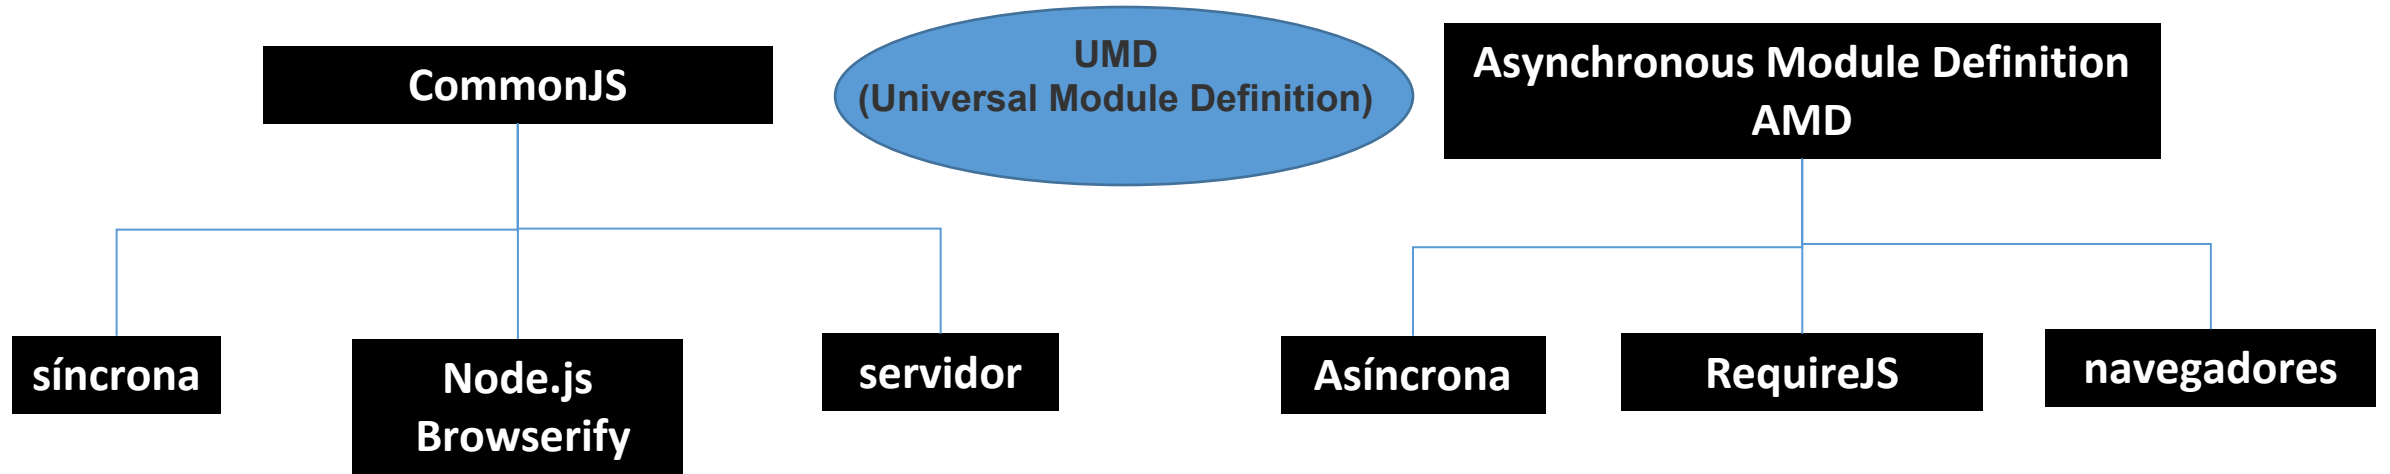 CommonJS
UMD
(Universal Module Definition)
Asynchronous Module Definition
AMD
síncrona
Node.js
Browserify
servidor
Asíncrona
RequireJS
navegadores